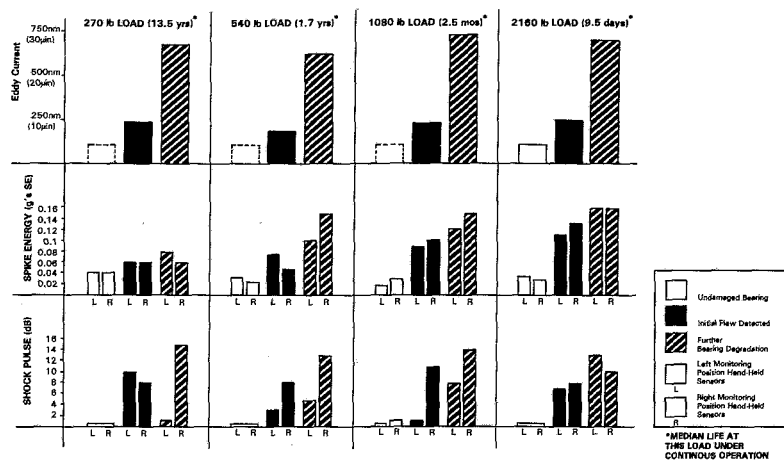 270 lb LOAD (13.5 yrs)* 540 lb LOAD (1.7 yrs)* 1080 lb LOAD (2.5 mos)* 2160 lb LOAD (9.5 days)*
Eddy Current
750nm
(30µin)
500nm
(20µin)
250nm
(10µin)
SPIKE ENERGY (g's SE)
0.16
0.14
0.12
0.1
0.08
0.06
0.04
0.02
L R L R L R L R L R L R L R L R L R L R L R L R
SHOCK PULSE (dB)
16
14
12
10
8
6
4
2
L R L R L R L R L R L R L R L R L R L R L R L R
Undamaged Bearing
Initial Flaw Detected
Further
Bearing Degradation
Left Monitoring
Position Hand-Held
Sensors
L
Right Monitoring
Position Hand-Held
Sensors
R
*MEDIAN LIFE AT
THIS LOAD UNDER
CONTINOUS OPERATION